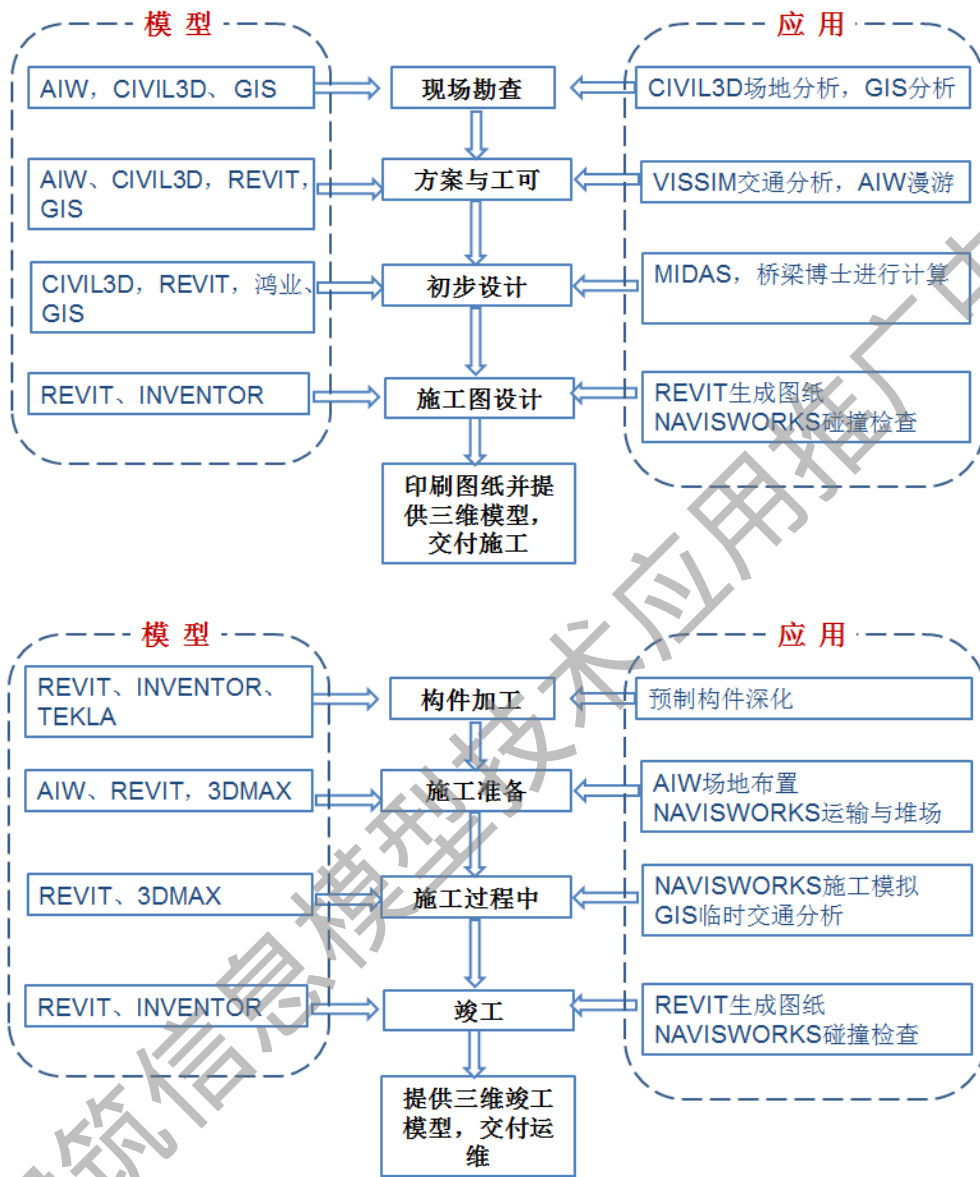 模 型
应 用
AIW，CIVIL3D、GIS
现场勘查
CIVIL3D场地分析，GIS分析
AIW、CIVIL3D，REVIT，
GIS
方案与工可
VISSIM交通分析，AIW漫游
CIVIL3D，REVIT，鸿业、
GIS
初步设计
MIDAS，桥梁博士进行计算
REVIT、INVENTOR
施工图设计
REVIT生成图纸
NAVISWORKS碰撞检查
印刷图纸并提
供三维模型，
交付施工
模 型
应 用
REVIT、INVENTOR、
TEKLA
构件加工
预制构件深化
AIW、REVIT，3DMAX
施工准备
AIW场地布置
NAVISWORKS运输与堆场
REVIT、3DMAX
施工过程中
NAVISWORKS施工模拟
GIS临时交通分析
REVIT、INVENTOR
竣工
REVIT生成图纸
NAVISWORKS碰撞检查
提供三维竣工
模型，交付运
维
筑信息模型技术应用推广中